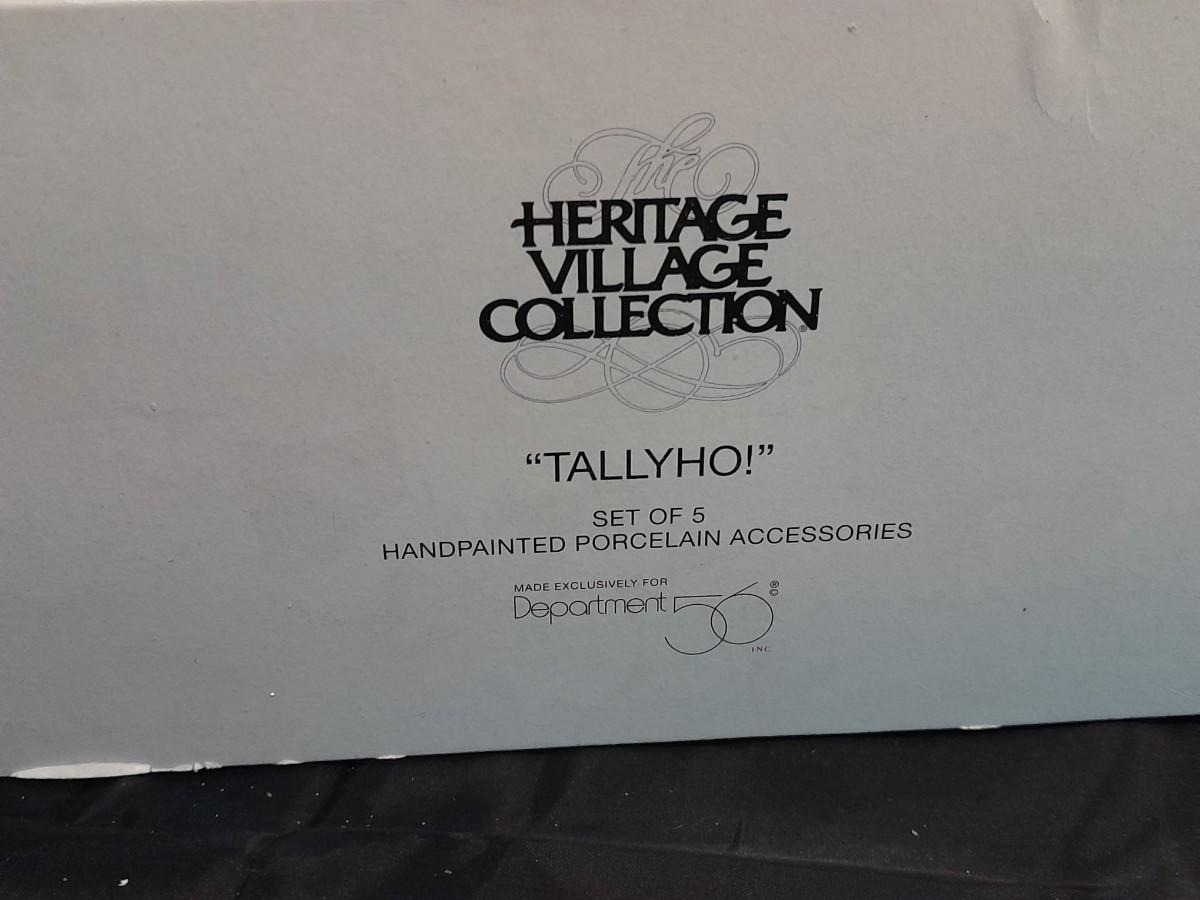 The
HERITAGE
VILLAGE
COLLECTION®
“TALLYHO!”
SET OF 5
HANDPAINTED PORCELAIN ACCESSORIES
MADE EXCLUSIVELY FOR
Department 56 ® ©
INC